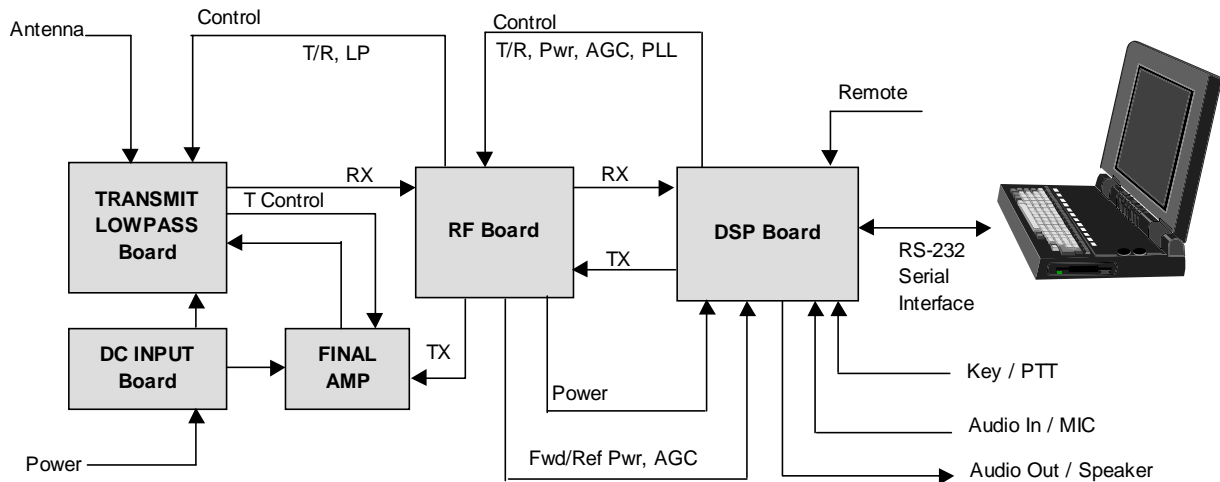 Control
Control
Antenna
T/R, LP
T/R, Pwr, AGC, PLL
Remote
RX
RX
TRANSMIT
LOWPASS
Board
T Control
RF Board
DSP Board
TX
RS-232
Serial
Interface
DC INPUT
Board
FINAL
AMP
TX
Key / PTT
Power
Audio In / MIC
Power
Fwd/Ref Pwr, AGC
Audio Out / Speaker